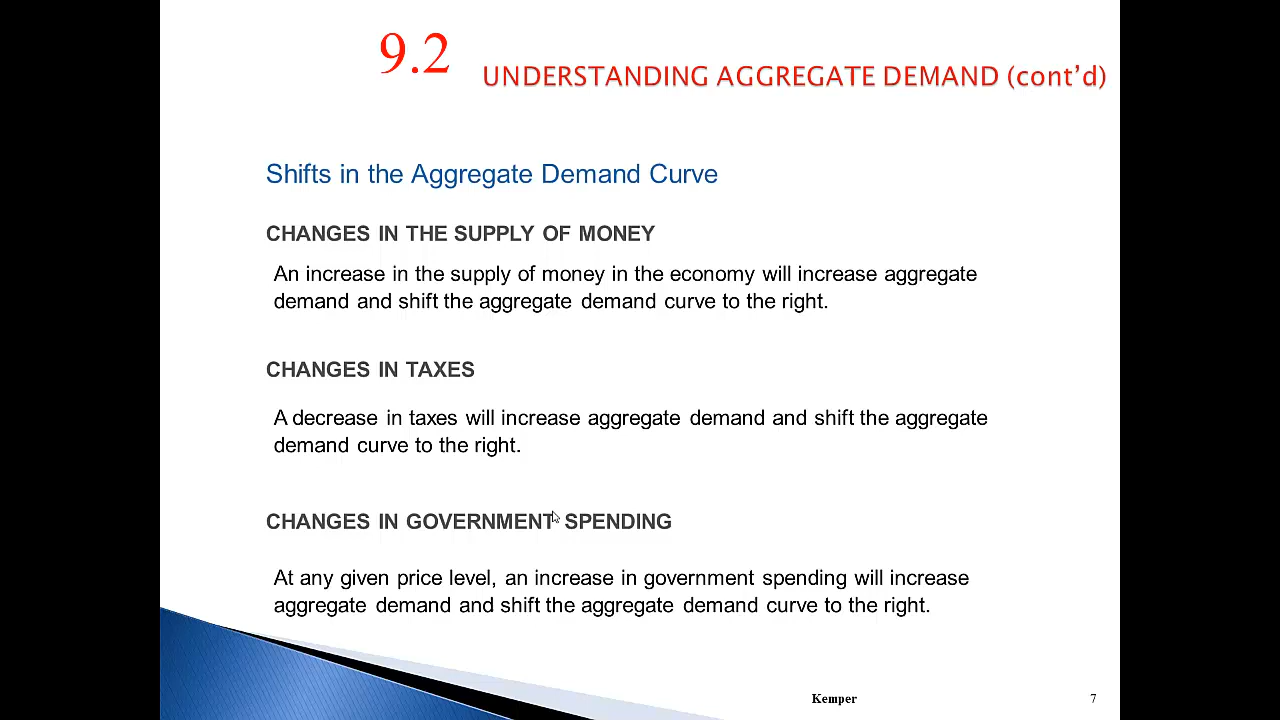 9.2
UNDERSTANDING AGGREGATE DEMAND (cont’d)
Shifts in the Aggregate Demand Curve
CHANGES IN THE SUPPLY OF MONEY
An increase in the supply of money in the economy will increase aggregate
demand and shift the aggregate demand curve to the right.
CHANGES IN TAXES
A decrease in taxes will increase aggregate demand and shift the aggregate
demand curve to the right.
CHANGES IN GOVERNMENT SPENDING
At any given price level, an increase in government spending will increase
aggregate demand and shift the aggregate demand curve to the right.
Kemper
7